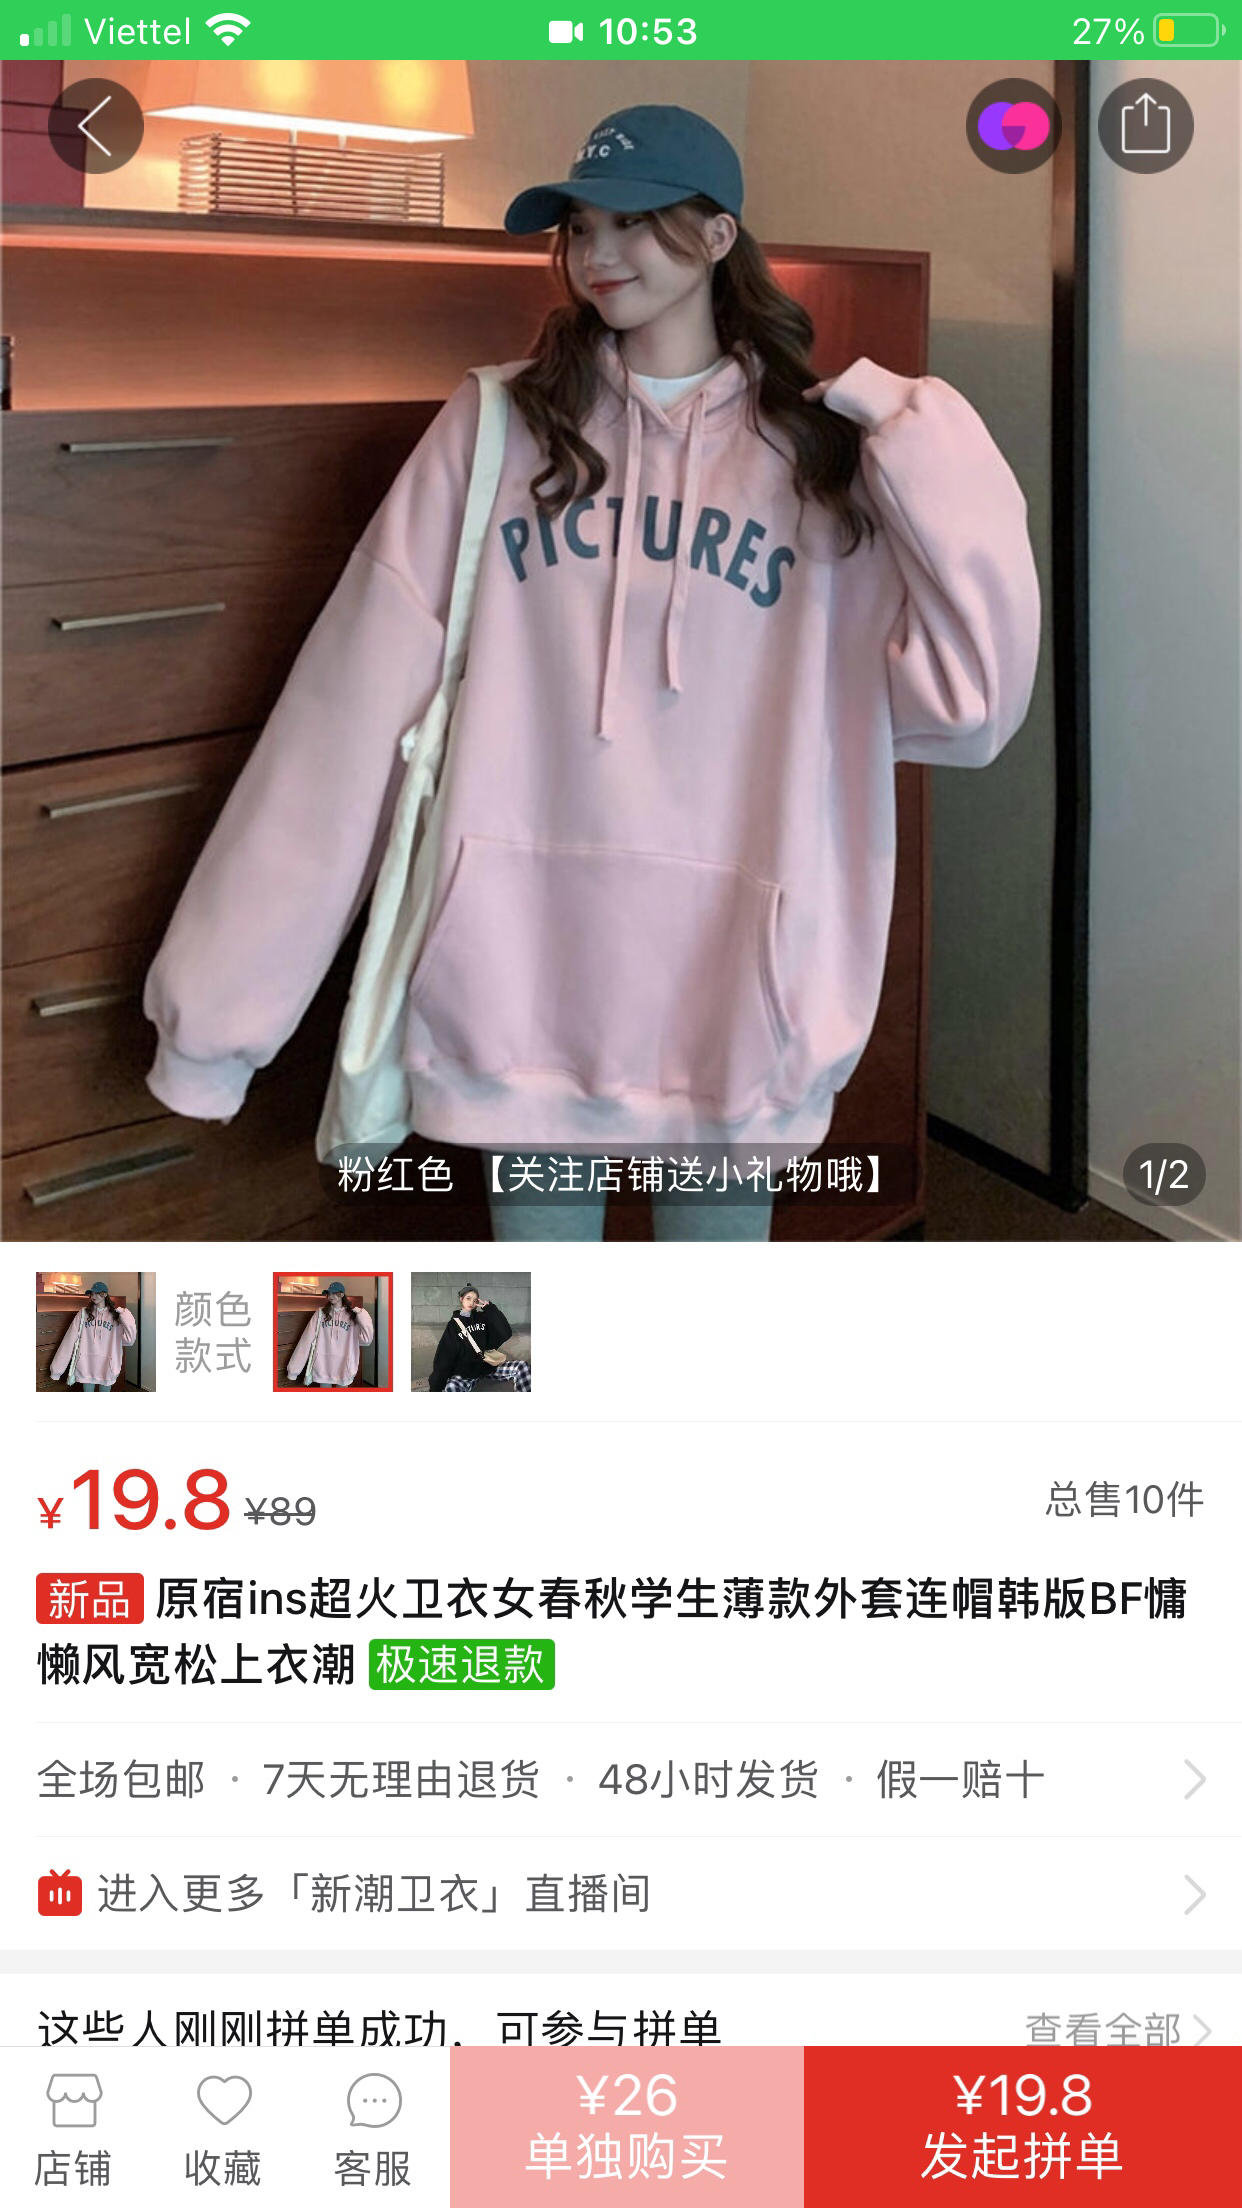 Viettel 10:53 27%
N.Y.C
PICTURES
粉红色 【关注店铺送小礼物哦】 1/2
颜色
款式
¥19.8 ¥89 总售10件
新品 原宿ins超火卫衣女春秋学生薄款外套连帽韩版BF慵
懒风宽松上衣潮 极速退款
全场包邮 · 7天无理由退货 · 48小时发货 · 假一赔十
进入更多「新潮卫衣」直播间
这些人刚刚拼单成功，可参与拼单 查看全部
¥26 ¥19.8
店铺 收藏 客服 单独购买 发起拼单